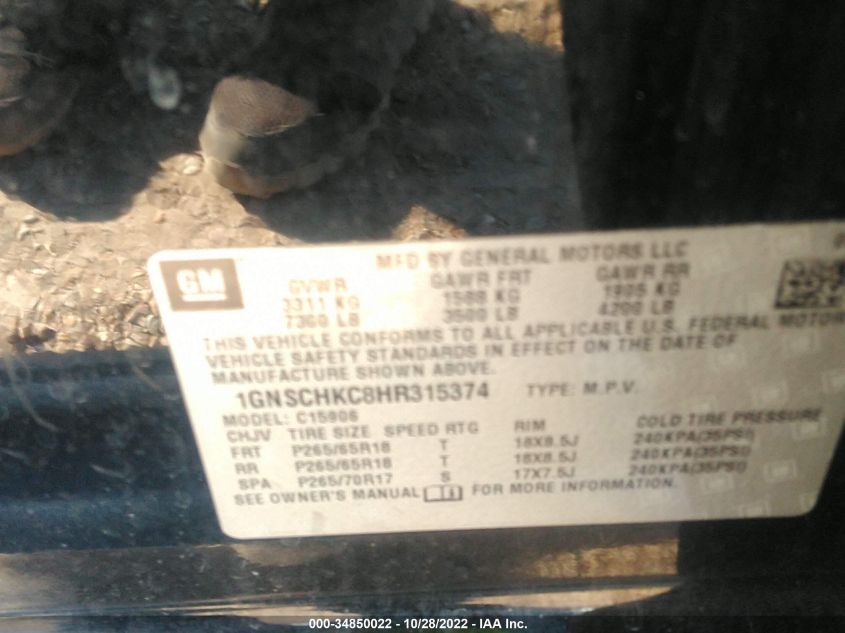 GM
MFD BY GENERAL MOTORS LLC
GVWR GAWR FRT GAWR RR
3311 KG 1588 KG 1905 KG
7300 LB 3500 LB 4200 LB
THIS VEHICLE CONFORMS TO ALL APPLICABLE U.S. FEDERAL MOTOR
VEHICLE SAFETY STANDARDS IN EFFECT ON THE DATE OF
MANUFACTURE SHOWN ABOVE.
1GNSCHKC8HR315374 TYPE: M.P.V.
MODEL: C15906
CHJV TIRE SIZE SPEED RTG RIM COLD TIRE PRESSURE
FRT P265/65R18 T 18X8.5J 240KPA(35PSI)
RR P265/65R18 T 18X8.5J 240KPA(35PSI)
SPA P265/70R17 S 17X7.5J 240KPA(35PSI)
SEE OWNER'S MANUAL FOR MORE INFORMATION.
000-34850022 - 10/28/2022 - IAA Inc.